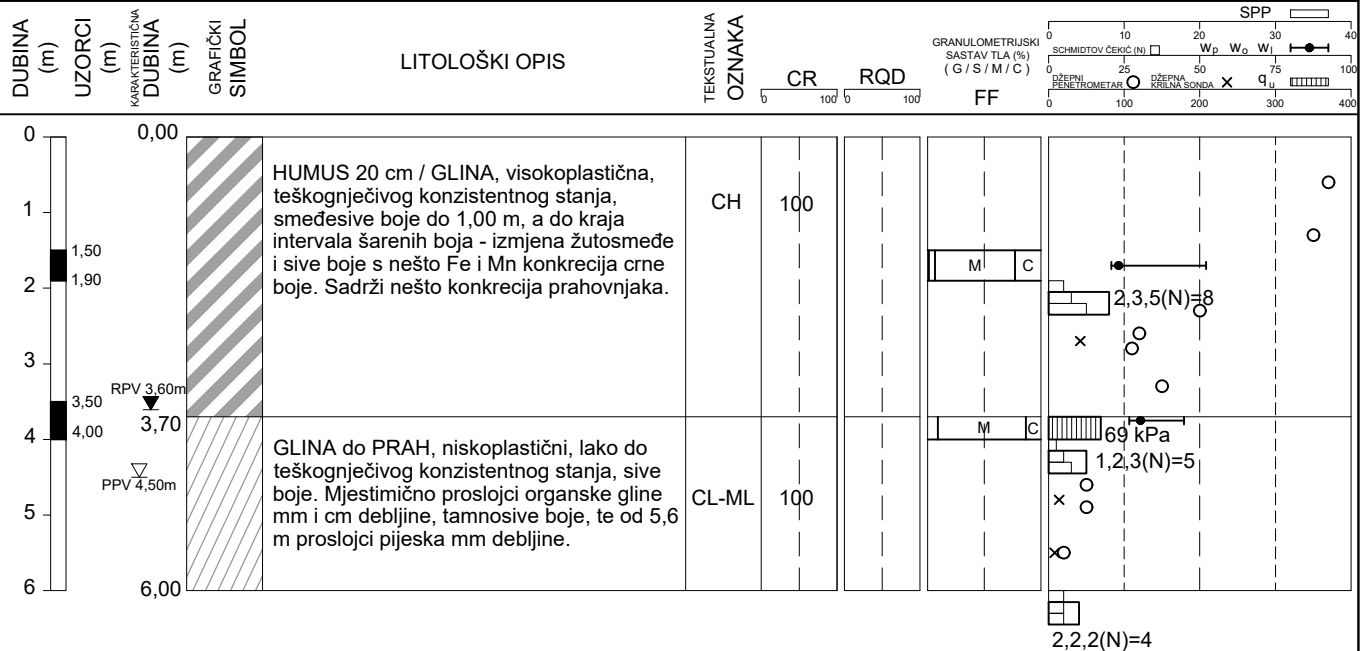 DUBINA
(m)
UZORCI
(m)
KARAKTERISTIČNA
DUBINA
(m)
GRAFIČKI
SIMBOL
LITOLOŠKI OPIS
TEKSTUALNA
OZNAKA
CR
0 100
RQD
0 100
GRANULOMETRIJSKI
SASTAV TLA (%)
( G / S / M / C )
FF
SPP
0 10 20 30 40
SCHMIDTOV ČEKIĆ (N) Wp Wo Wl
0 25 50 75 100
DŽEPNI
PENETROMETAR
DŽEPNA
KRILNA SONDA
qu
0 100 200 300 400
0
1
2
3
4
5
6
1,50
1,90
3,50
4,00
0,00
RPV 3,60m
3,70
PPV 4,50m
6,00
HUMUS 20 cm / GLINA, visokoplastična,
teškognječivog konzistentnog stanja,
smeđesive boje do 1,00 m, a do kraja
intervala šarenih boja - izmjena žutosmeđe
i sive boje s nešto Fe i Mn konkrecija crne
boje. Sadrži nešto konkrecija prahovnjaka.
CH
100
M C
2,3,5(N)=8
GLINA do PRAH, niskoplastični, lako do
teškognječivog konzistentnog stanja, sive
boje. Mjestimično proslojci organske gline
mm i cm debljine, tamnosive boje, te od 5,6
m proslojci pijeska mm debljine.
CL-ML
100
M C
69 kPa
1,2,3(N)=5
2,2,2(N)=4